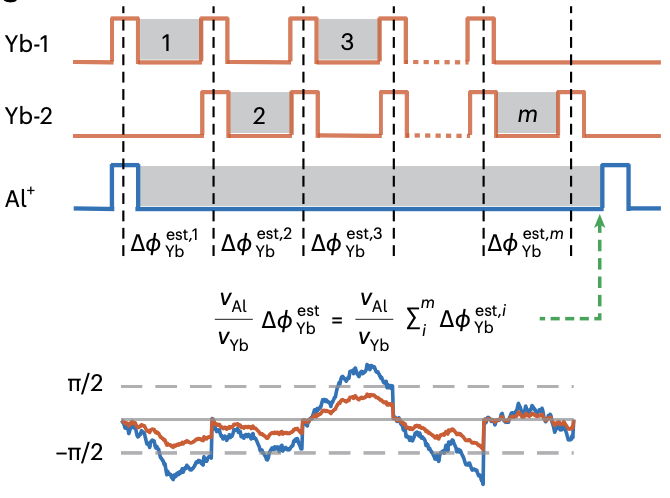 Yb-1 1 3
Yb-2 2 m
Al⁺
Δϕ_Yb^est,1 Δϕ_Yb^est,2 Δϕ_Yb^est,3 Δϕ_Yb^est,m
ν_Al/ν_Yb Δϕ_Yb^est = ν_Al/ν_Yb Σ_i^m Δϕ_Yb^est,i
π/2
−π/2